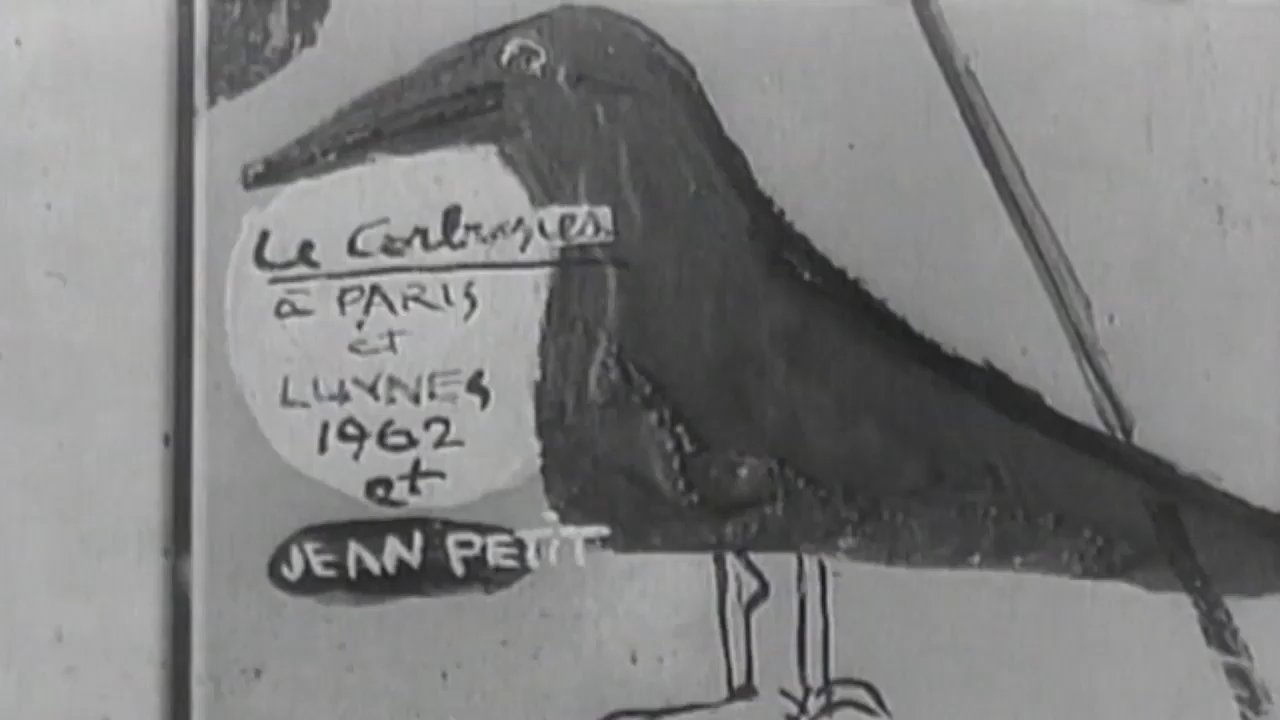 Le Corbusier.
à PARIS
et
LUYNES
1962
et
JEAN PETIT